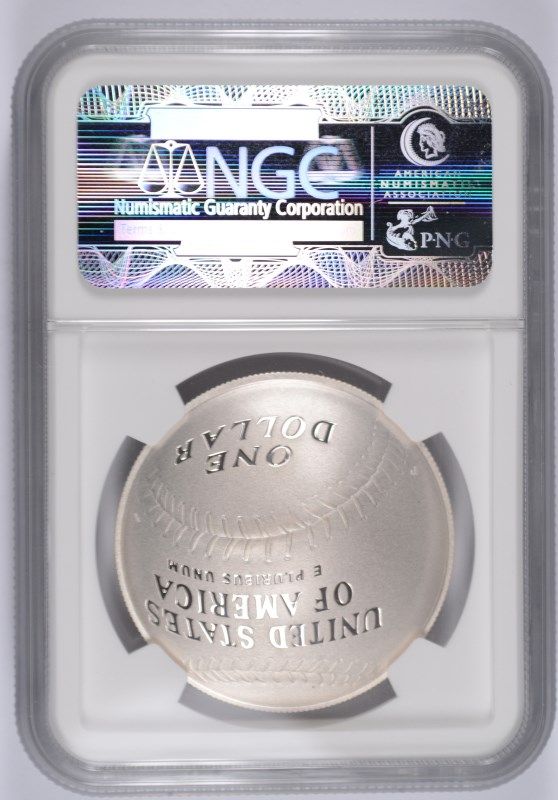 NGC
Numismatic Guaranty Corporation
AMERICAN
NUMISMATIC
ASSOCIATION
PNG
UNITED STATES
OF AMERICA
E PLURIBUS UNUM
ONE
DOLLAR